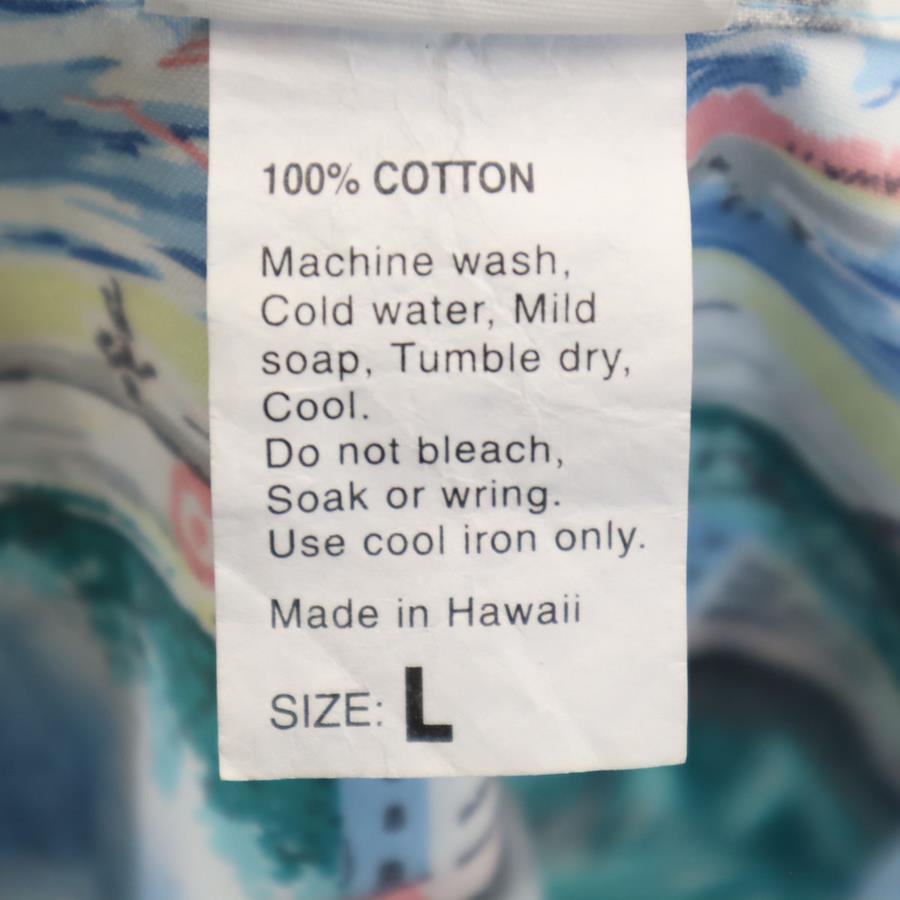 100% COTTON
Machine wash,
Cold water, Mild
soap, Tumble dry,
Cool.
Do not bleach,
Soak or wring.
Use cool iron only.
Made in Hawaii
SIZE: L